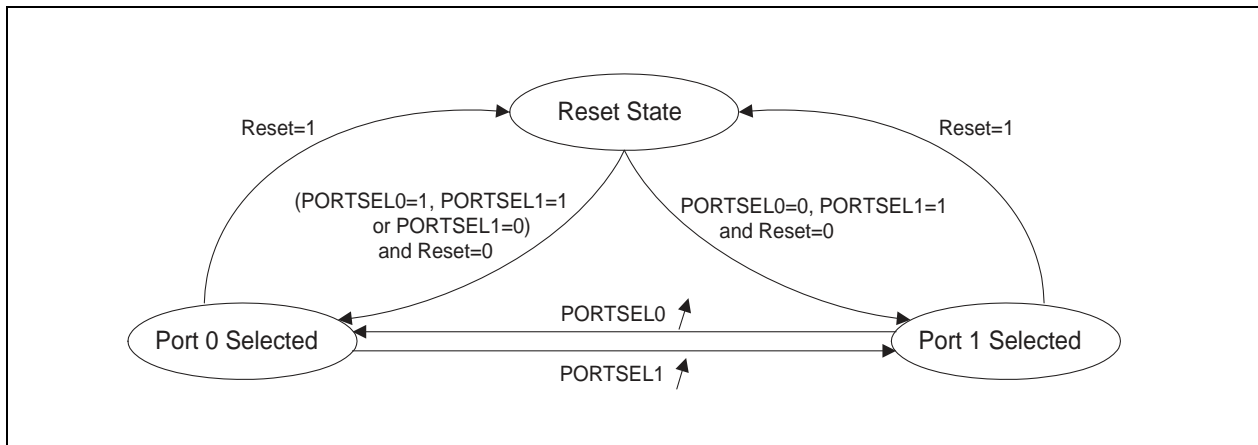 Reset State
Reset=1
Reset=1
(PORTSEL0=1, PORTSEL1=1
or PORTSEL1=0)
and Reset=0
PORTSEL0=0, PORTSEL1=1
and Reset=0
PORTSEL0
Port 0 Selected
Port 1 Selected
PORTSEL1